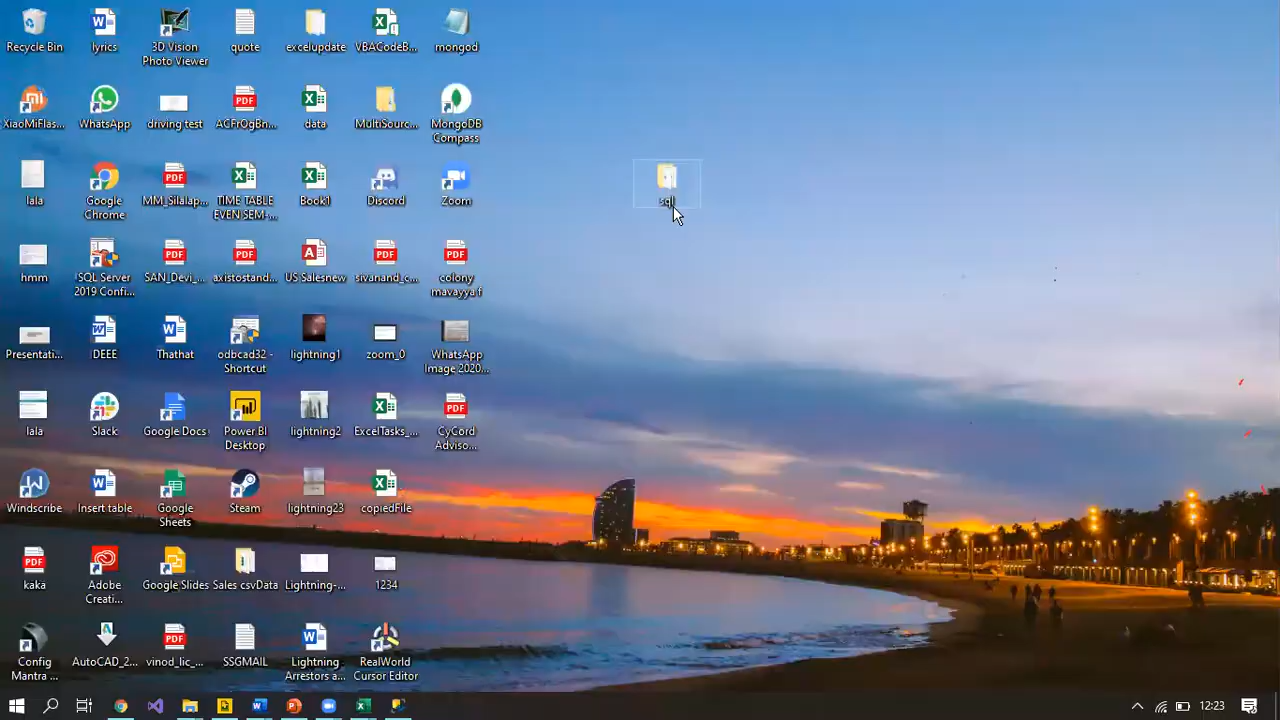 Recycle Bin
lyrics
3D Vision
Photo Viewer
quote
excelupdate
VBACodeB...
mongod
XiaoMiFlas...
WhatsApp
driving test
ACFrOgBn...
data
MultiSourc...
MongoDB
Compass
lala
Google
Chrome
MM_Silalap...
TIME TABLE
EVEN SEM-...
Book1
Discord
Zoom
sql
hmm
SQL Server
2019 Confi...
SAN_Devi_...
axistostand...
US Salesnew
sivanand_c...
colony
mavayya f
Presentati...
DEEE
Thathat
odbcad32 -
Shortcut
lightning1
zoom_0
WhatsApp
Image 2020...
lala
Slack
Google Docs
Power BI
Desktop
lightning2
ExcelTasks_...
CyCord
Adviso...
Windscribe
Insert table
Google
Sheets
Steam
lightning23
copiedFile
kaka
Adobe
Creati...
Google Slides
Sales csvData
Lightning-...
1234
Config
Mantra ...
AutoCAD_2...
vinod_lic_...
SSGMAIL
Lightning
Arrestors a...
RealWorld
Cursor Editor
12:23